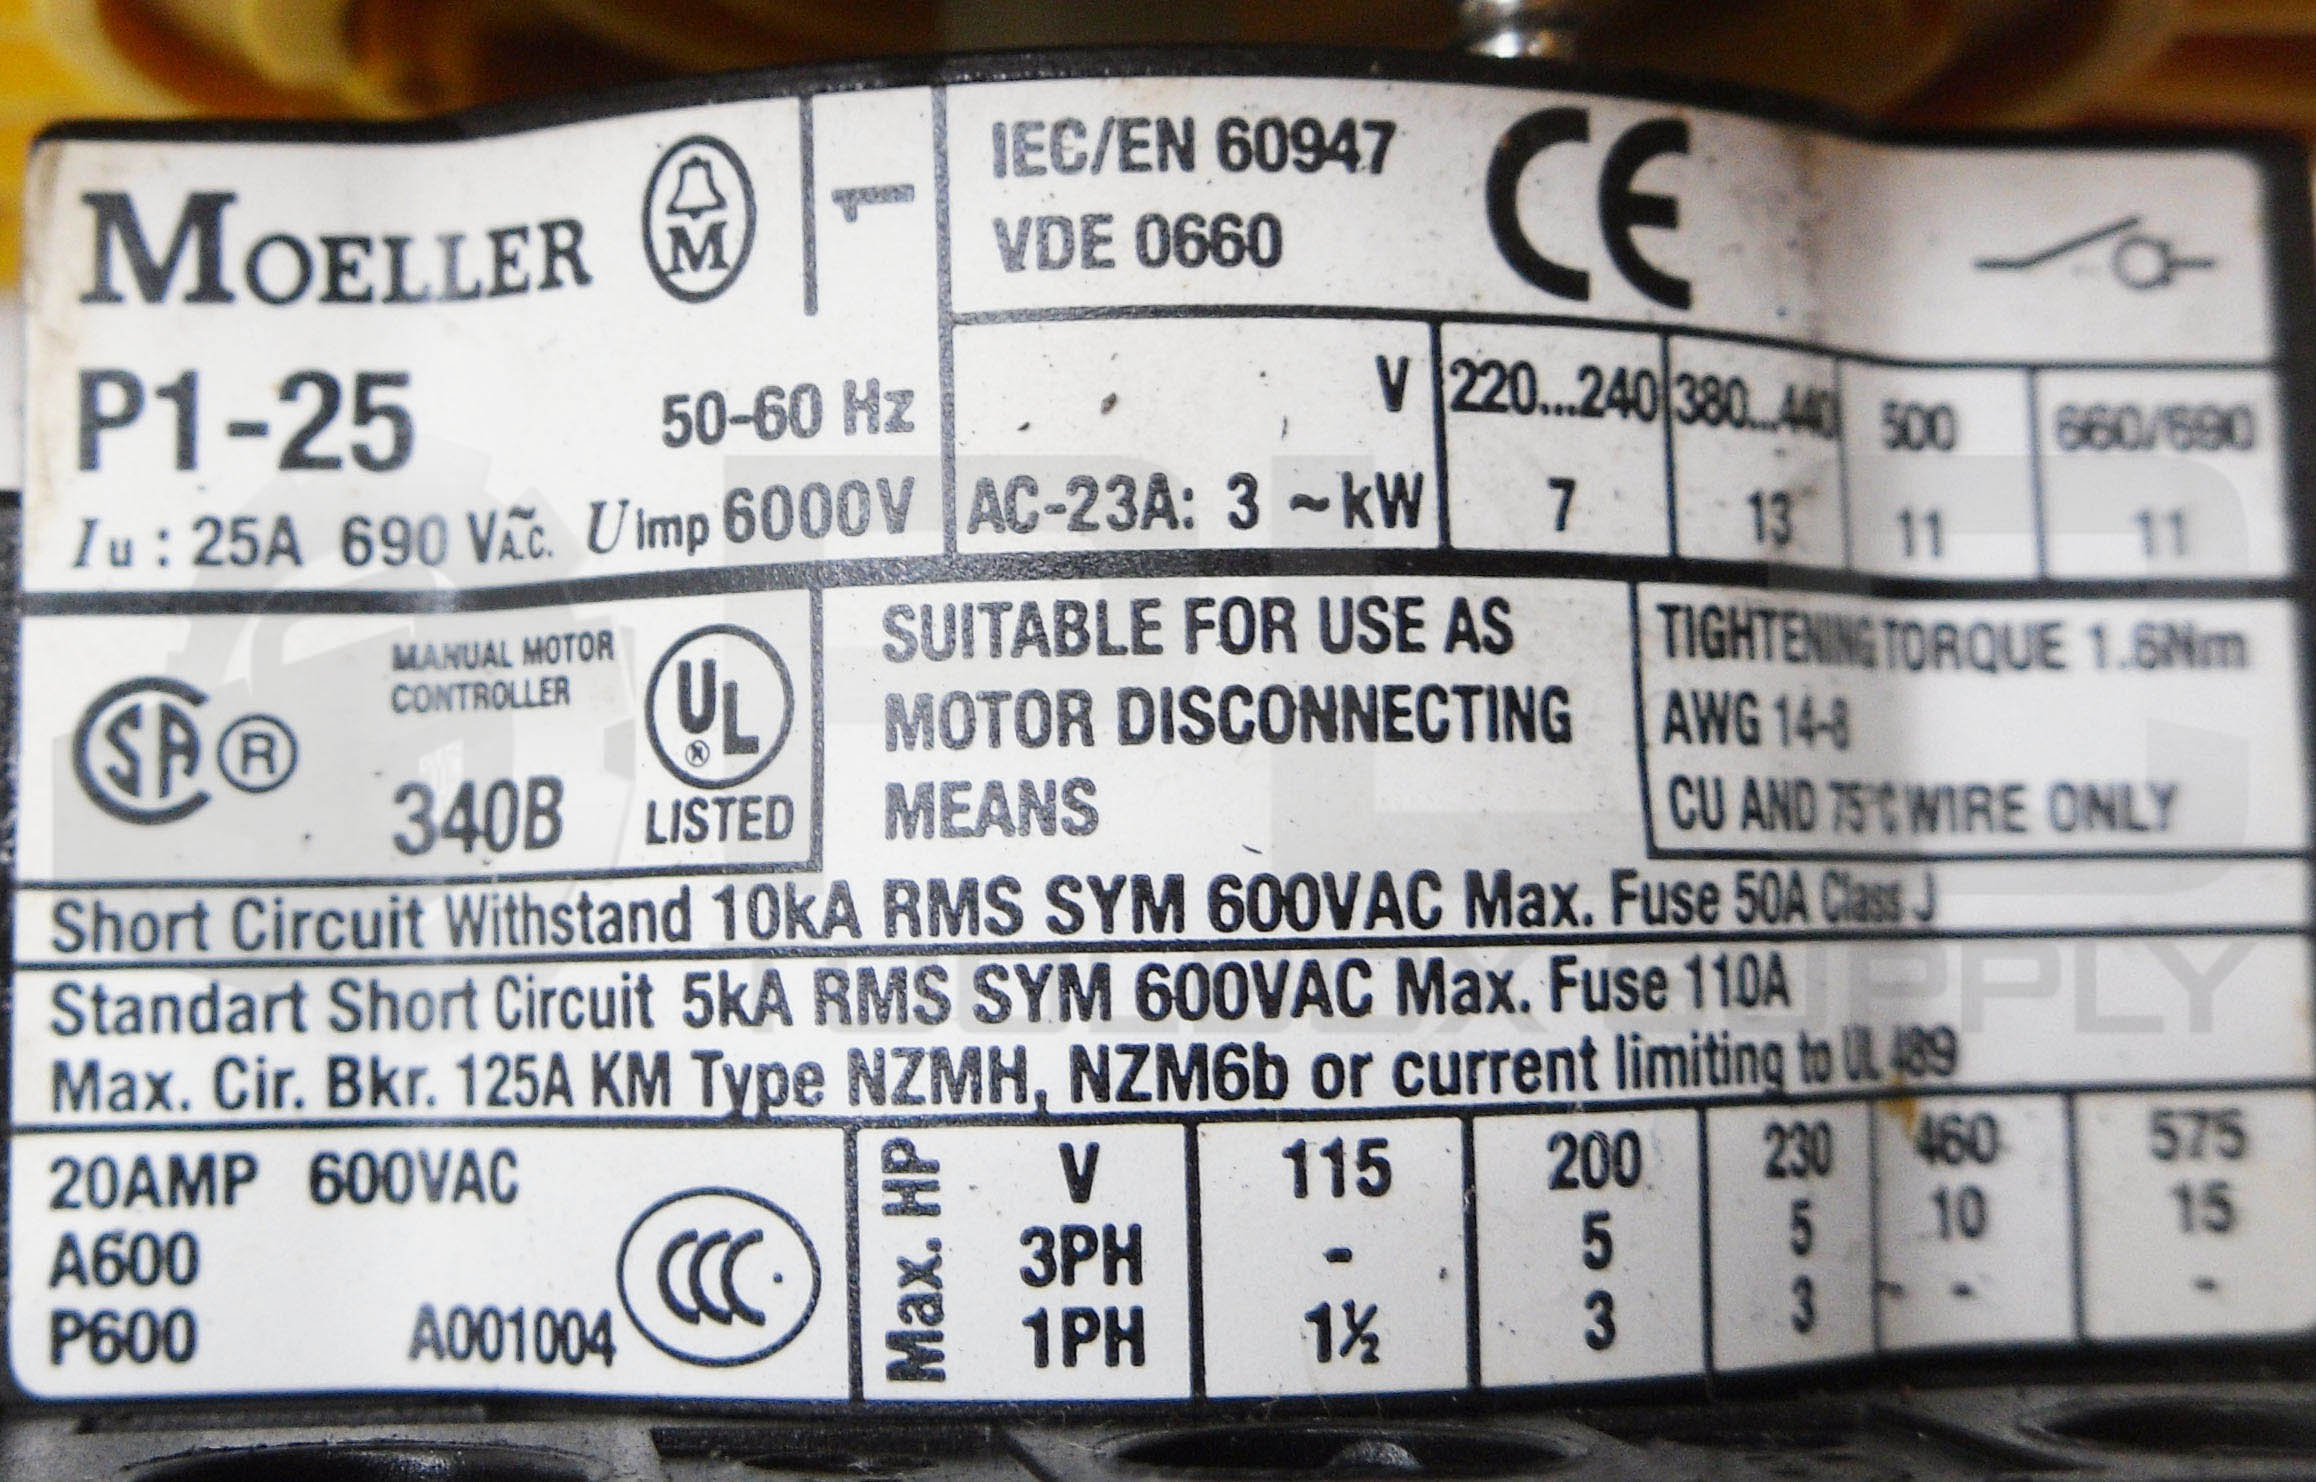 MOELLER M 1
P1-25 50-60 Hz
Iu: 25A 690 V~A.C. Uimp 6000V
IEC/EN 60947 CE
VDE 0660
V 220...240 380...440 500 660/690
AC-23A: 3 ~ kW 7 13 11 11
CSA ® MANUAL MOTOR
CONTROLLER
340B
UL ®
LISTED
SUITABLE FOR USE AS
MOTOR DISCONNECTING
MEANS
TIGHTENING TORQUE 1.6Nm
AWG 14-8
CU AND 75°C WIRE ONLY
Short Circuit Withstand 10kA RMS SYM 600VAC Max. Fuse 50A Class J
Standart Short Circuit 5kA RMS SYM 600VAC Max. Fuse 110A
Max. Cir. Bkr. 125A KM Type NZMH, NZM6b or current limiting to UL 489
20AMP 600VAC
A600
P600 A001004
CCC
Max. HP
V 115 200 230 460 575
3PH - 5 5 10 15
1PH 1½ 3 3 - -
PLC
SUPPLY